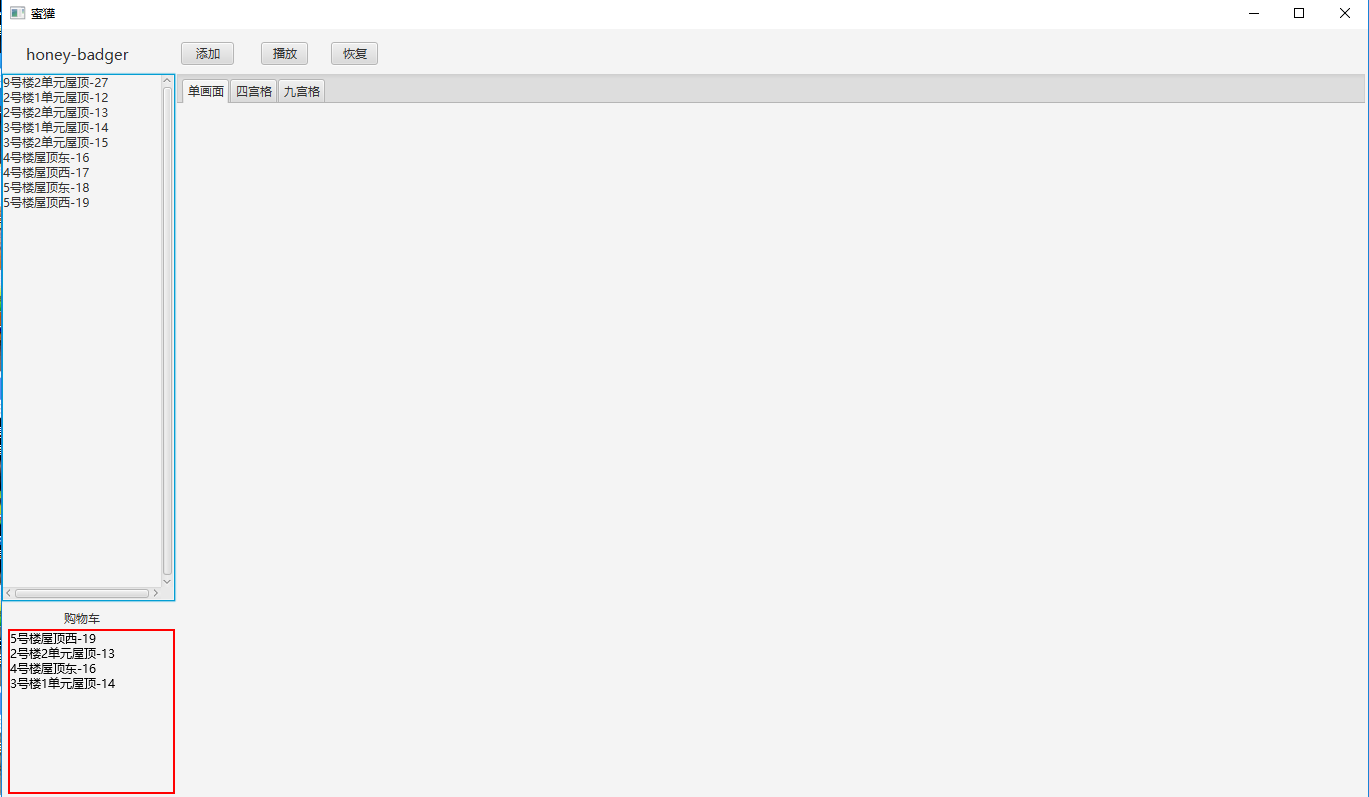 蜜獾
honey-badger 添加 播放 恢复
单画面 四宫格 九宫格
9号楼2单元屋顶-27
2号楼1单元屋顶-12
2号楼2单元屋顶-13
3号楼1单元屋顶-14
3号楼2单元屋顶-15
4号楼屋顶东-16
4号楼屋顶西-17
5号楼屋顶东-18
5号楼屋顶西-19
购物车
5号楼屋顶西-19
2号楼2单元屋顶-13
4号楼屋顶东-16
3号楼1单元屋顶-14